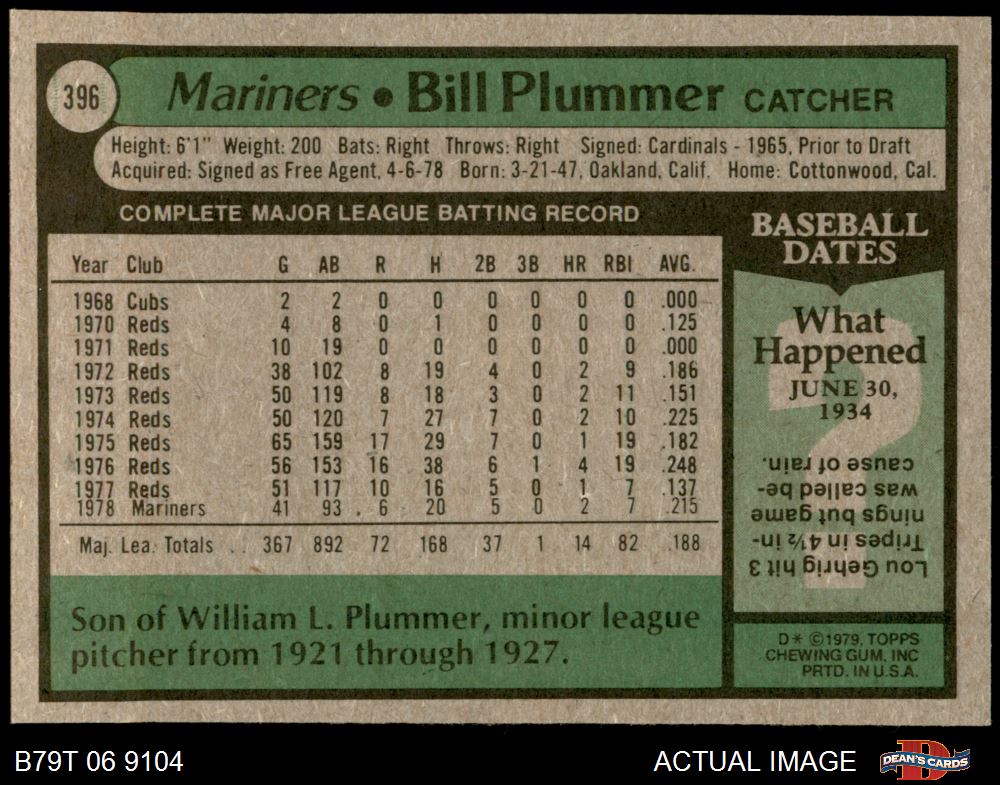 396
Mariners • Bill Plummer CATCHER
Height: 6'1" Weight: 200 Bats: Right Throws: Right Signed: Cardinals - 1965, Prior to Draft
Acquired: Signed as Free Agent, 4-6-78 Born: 3-21-47, Oakland, Calif. Home: Cottonwood, Cal.
COMPLETE MAJOR LEAGUE BATTING RECORD
Year Club G AB R H 2B 3B HR RBI AVG.
1968 Cubs 2 2 0 0 0 0 0 0 .000
1970 Reds 4 8 0 1 0 0 0 0 .125
1971 Reds 10 19 0 0 0 0 0 0 .000
1972 Reds 38 102 8 19 4 0 2 9 .186
1973 Reds 50 119 8 18 3 0 2 11 .151
1974 Reds 50 120 7 27 7 0 2 10 .225
1975 Reds 65 159 17 29 7 0 1 19 .182
1976 Reds 56 153 16 38 6 1 4 19 .248
1977 Reds 51 117 10 16 5 0 1 7 .137
1978 Mariners 41 93 6 20 5 0 2 7 .215
Maj. Lea. Totals .. 367 892 72 168 37 1 14 82 .188
Son of William L. Plummer, minor league
pitcher from 1921 through 1927.
BASEBALL
DATES
What
Happened
JUNE 30,
1934
Lou Gehrig hit 3
Tripes in 4½ in-
nings but game
was called be-
cause of rain.
D* ©1979, TOPPS
CHEWING GUM, INC
PRTD. IN U.S.A.
B79T 06 9104
ACTUAL IMAGE
DEAN'S CARDS